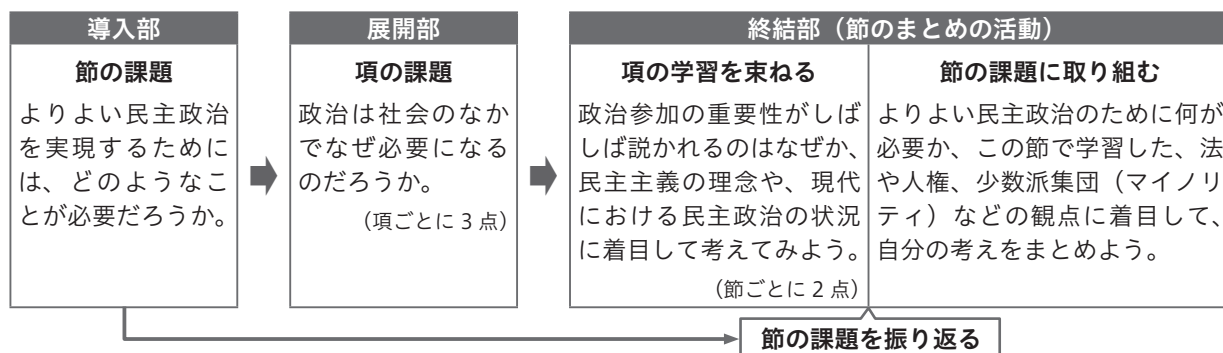 導入部
節の課題
よりよい民主政治
を実現するために
は、どのようなこ
とが必要だろうか。
展開部
項の課題
政治は社会のなか
でなぜ必要になる
のだろうか。
(項ごとに 3 点)
終結部（節のまとめの活動）
項の学習を束ねる
政治参加の重要性がしば
しば説かれるのはなぜか、
民主主義の理念や、現代
における民主政治の状況
に着目して考えてみよう。
(節ごとに 2 点)
節の課題に取り組む
よりよい民主政治のために何が
必要か、この節で学習した、法
や人権、少数派集団（マイノリ
ティ）などの観点に着目して、
自分の考えをまとめよう。
節の課題を振り返る